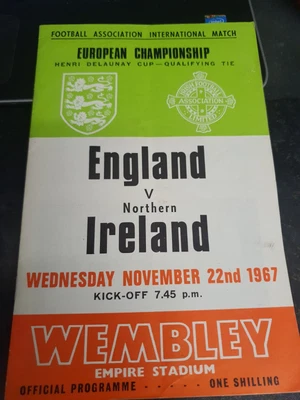 FOOTBALL ASSOCIATION INTERNATIONAL MATCH
EUROPEAN CHAMPIONSHIP
HENRI DELAUNAY CUP—QUALIFYING TIE
England
V
Northern
Ireland
WEDNESDAY NOVEMBER 22nd 1967
KICK-OFF 7.45 p.m.
WEMBLEY
EMPIRE STADIUM
OFFICIAL PROGRAMME - - - - - ONE SHILLING